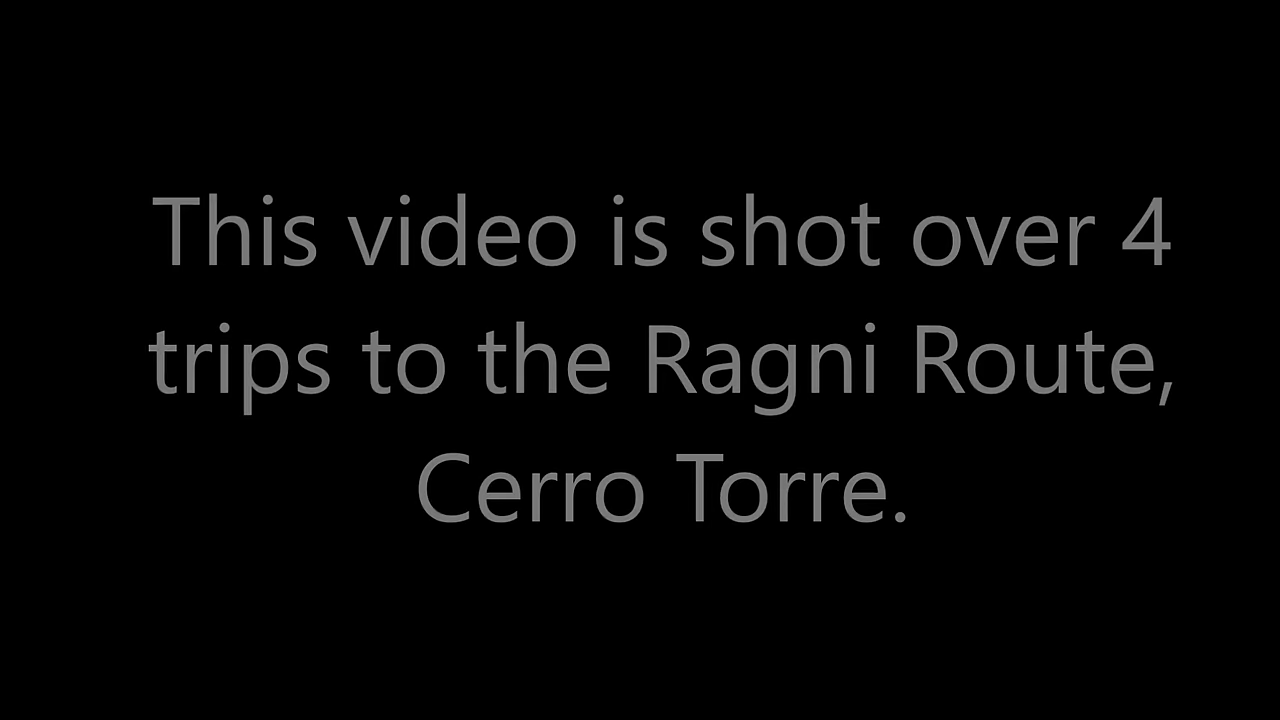 This video is shot over 4
trips to the Ragni Route,
Cerro Torre.